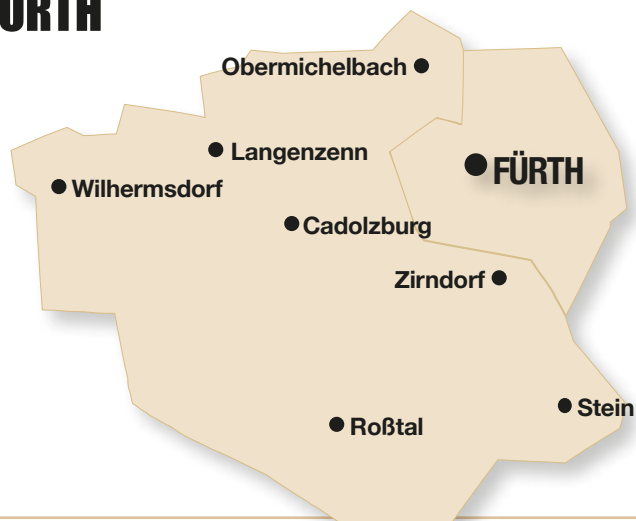 ÜRTH
Obermichelbach
Langenzenn
FÜRTH
Wilhermsdorf
Cadolzburg
Zirndorf
Stein
Roßtal